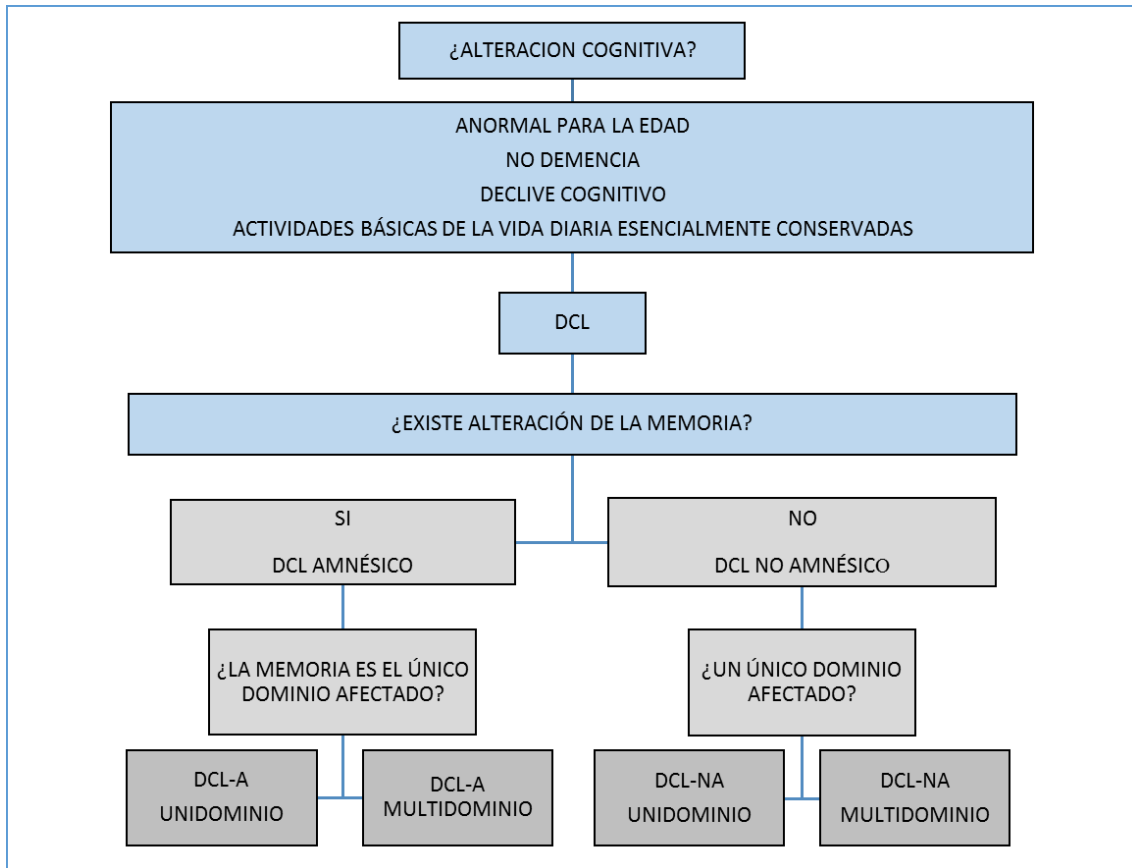 ¿ALTERACION COGNITIVA?
ANORMAL PARA LA EDAD
NO DEMENCIA
DECLIVE COGNITIVO
ACTIVIDADES BÁSICAS DE LA VIDA DIARIA ESENCIALMENTE CONSERVADAS
DCL
¿EXISTE ALTERACIÓN DE LA MEMORIA?
SI
DCL AMNÉSICO
NO
DCL NO AMNÉSICO
¿LA MEMORIA ES EL ÚNICO
DOMINIO AFECTADO?
¿UN ÚNICO DOMINIO
AFECTADO?
DCL-A
UNIDOMINIO
DCL-A
MULTIDOMINIO
DCL-NA
UNIDOMINIO
DCL-NA
MULTIDOMINIO